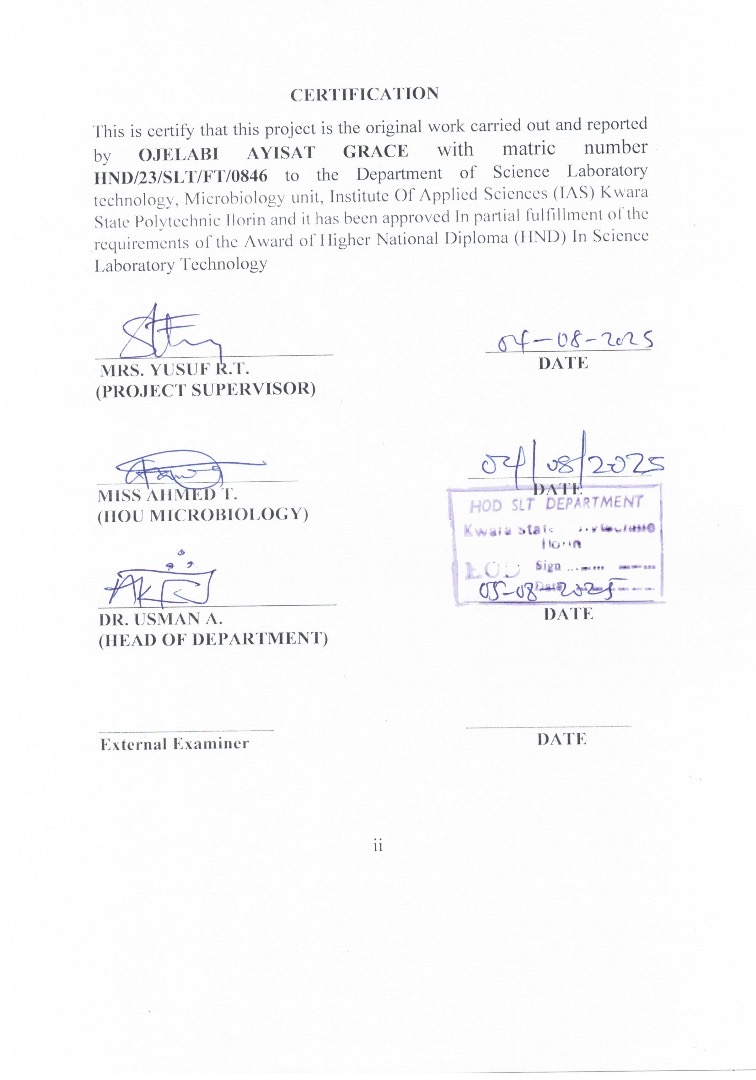 CERTIFICATION
This is certify that this project is the original work carried out and reported
by OJELABI AYISAT GRACE with matric number
HND/23/SLT/FT/0846 to the Department of Science Laboratory
technology, Microbiology unit, Institute Of Applied Sciences (IAS) Kwara
State Polytechnic Ilorin and it has been approved In partial fulfillment of the
requirements of the Award of Higher National Diploma (HND) In Science
Laboratory Technology
04-08-2025
MRS. YUSUF R.T.
DATE
(PROJECT SUPERVISOR)
04/08/2025
MISS AHMED T.
DATE
(HOU MICROBIOLOGY)
HOD SLT DEPARTMENT
Kwara State
Ilorin
Sign
05-08-2025
DR. USMAN A.
DATE
(HEAD OF DEPARTMENT)
External Examiner
DATE
ii